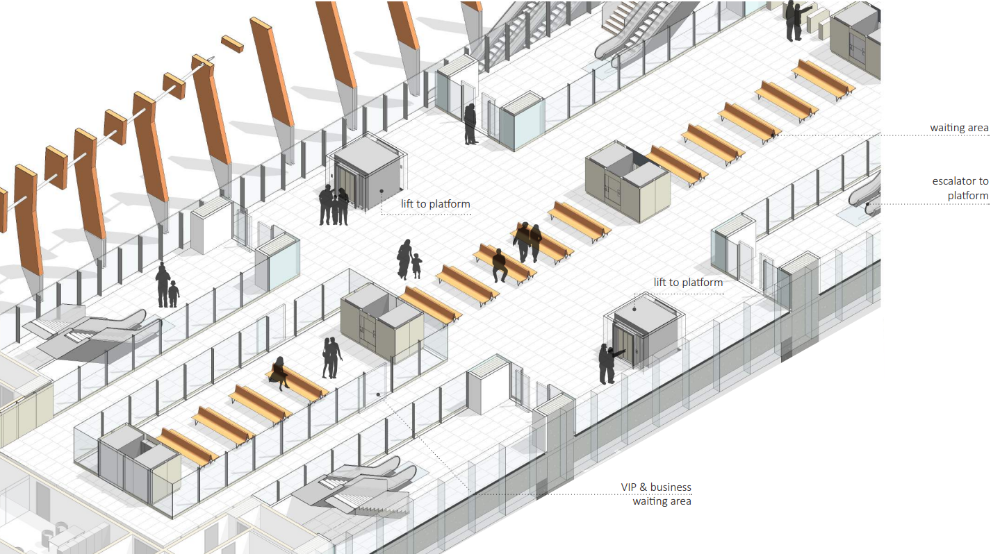 waiting area
escalator to
platform
lift to platform
lift to platform
VIP & business
waiting area